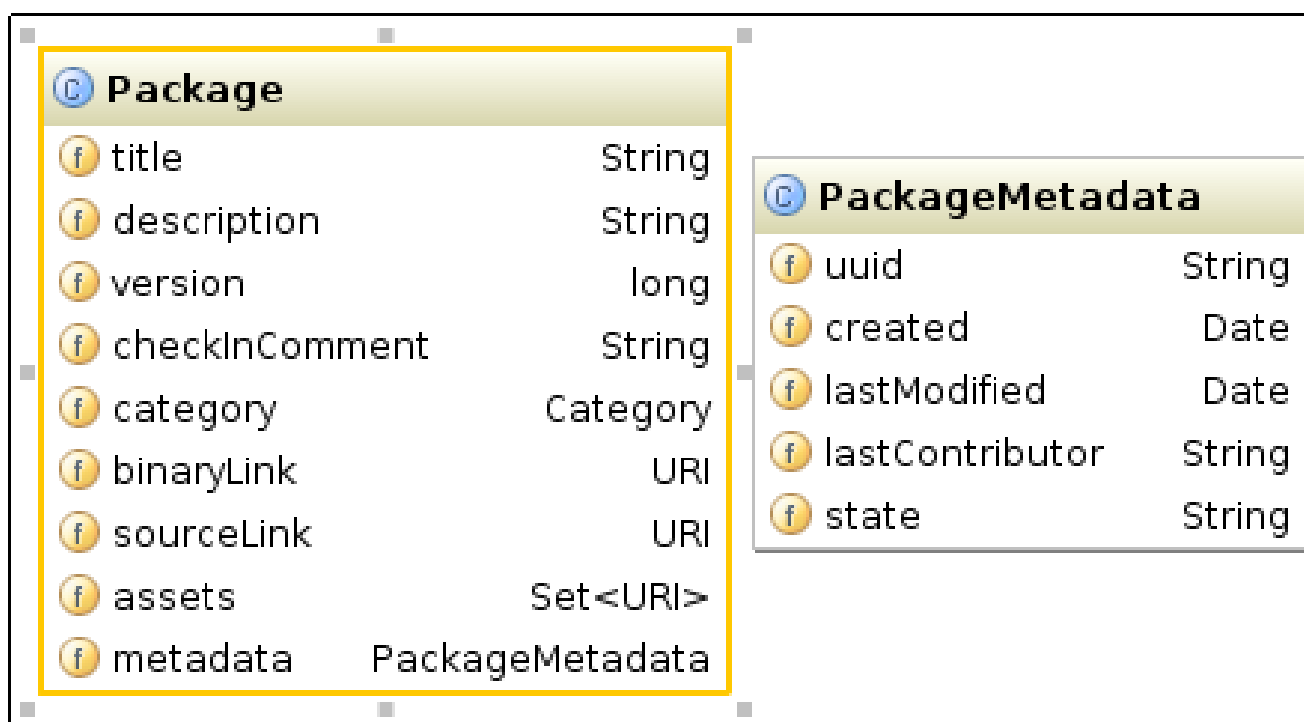 Package
title String
description String
version long
checkInComment String
category Category
binaryLink URI
sourceLink URI
assets Set<URI>
metadata PackageMetadata
PackageMetadata
uuid String
created Date
lastModified Date
lastContributor String
state String